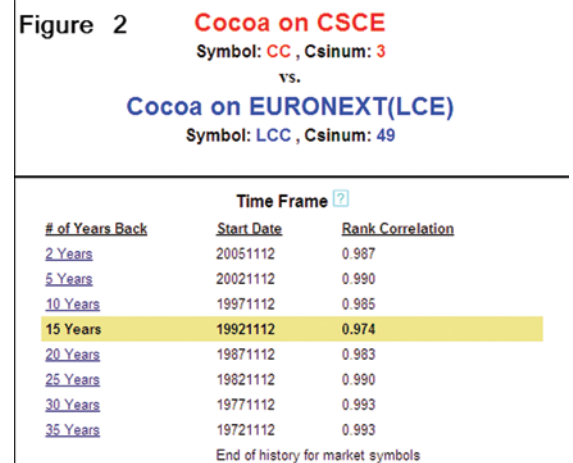 Figure 2
Cocoa on CSCE
Symbol: CC , Csinum: 3
vs.
Cocoa on EURONEXT(LCE)
Symbol: LCC , Csinum: 49
Time Frame ?
# of Years Back Start Date Rank Correlation
2 Years 20051112 0.987
5 Years 20021112 0.990
10 Years 19971112 0.985
15 Years 19921112 0.974
20 Years 19871112 0.983
25 Years 19821112 0.990
30 Years 19771112 0.993
35 Years 19721112 0.993
End of history for market symbols